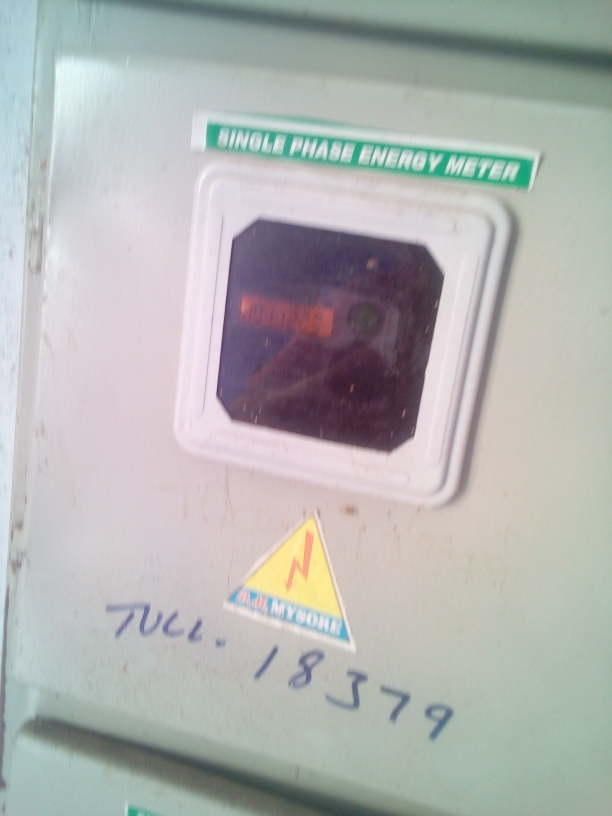 SINGLE PHASE ENERGY METER
MYSORE
TULL. 18379